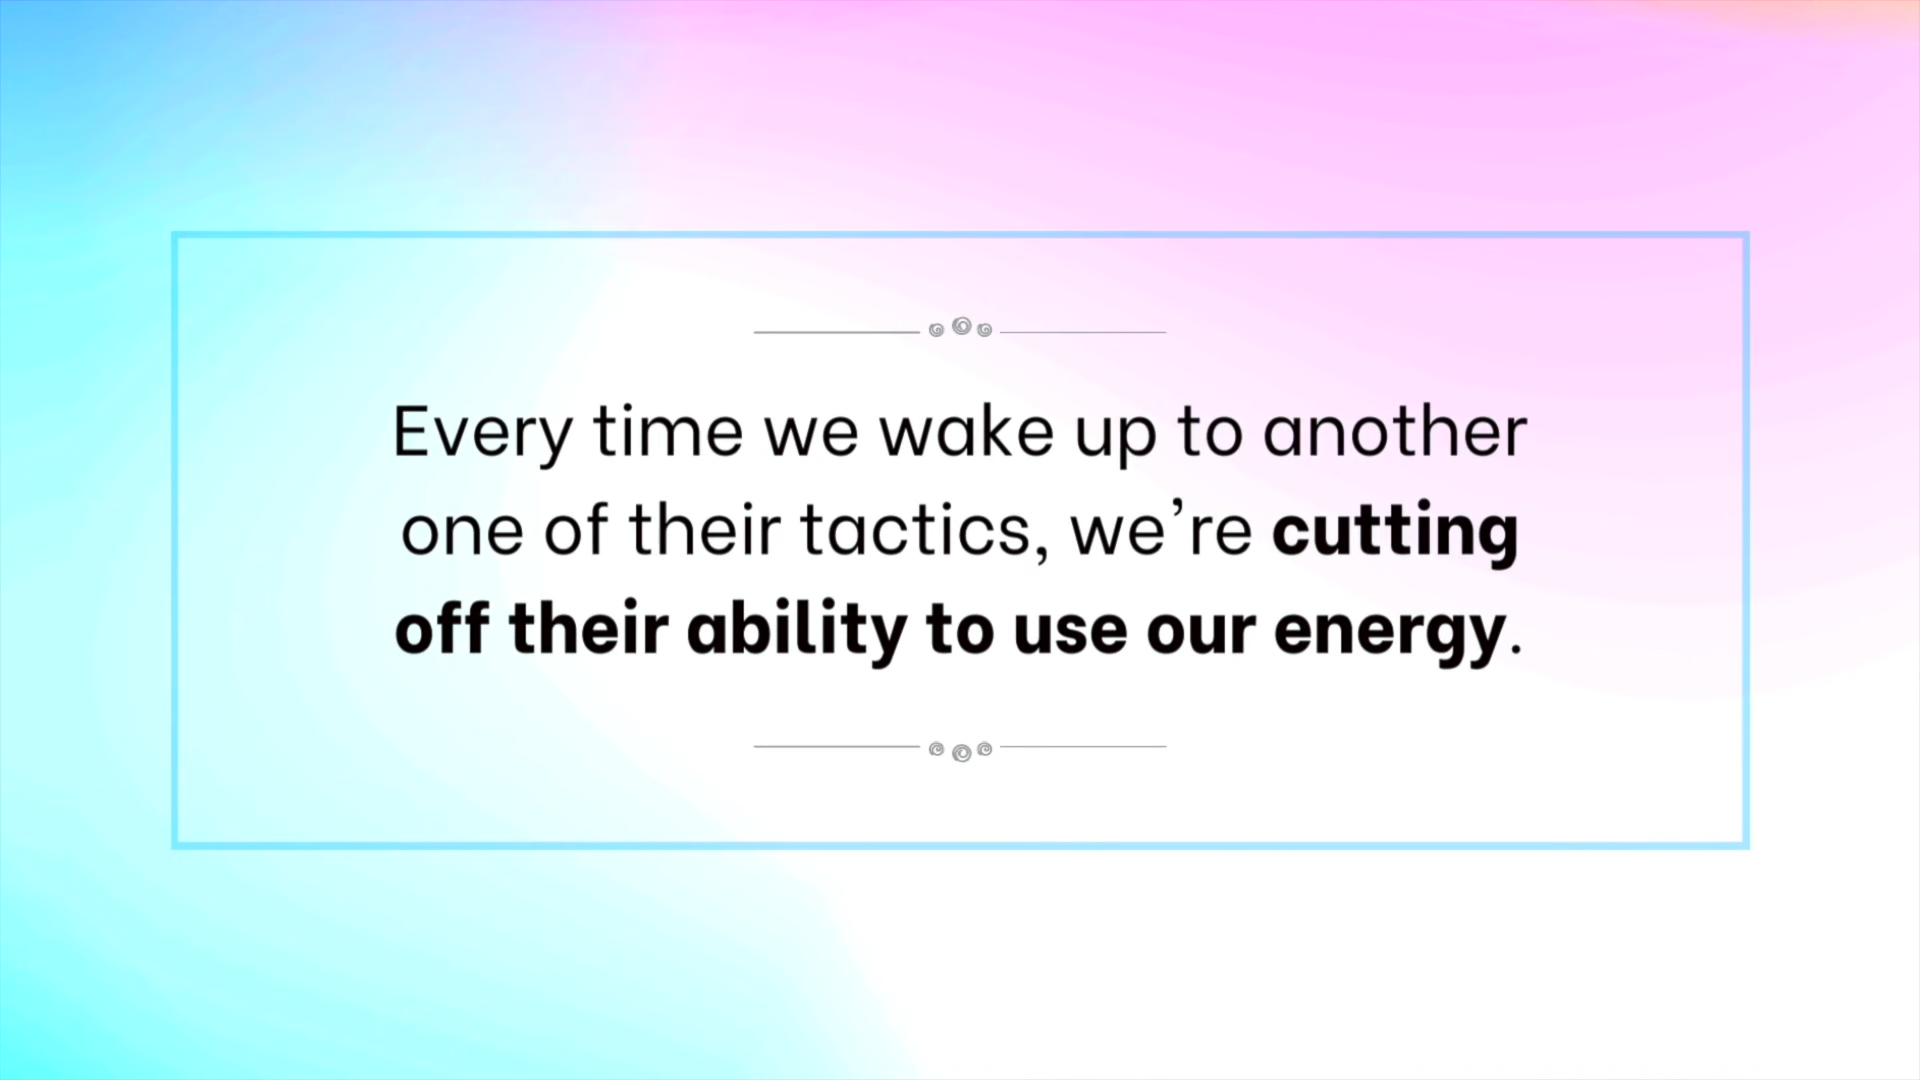 Every time we wake up to another
one of their tactics, we’re cutting
off their ability to use our energy.